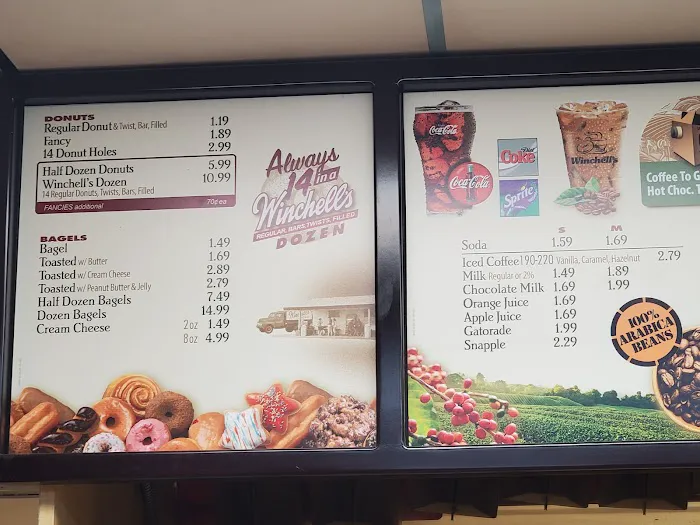 DONUTS
Regular Donut & Twist, Bar, Filled 1.19
Fancy 1.89
14 Donut Holes 2.99
Half Dozen Donuts 5.99
Winchell's Dozen 10.99
14 Regular Donuts, Twists, Bars, Filled
FANCIES additional 70¢ea
Always
14 in a
Winchell's
REGULAR, BARS, TWISTS, FILLED
DOZEN
BAGELS
Bagel 1.49
Toasted w/ Butter 1.69
Toasted w/ Cream Cheese 2.89
Toasted w/ Peanut Butter & Jelly 2.79
Half Dozen Bagels 7.49
Dozen Bagels 14.99
Cream Cheese 2oz 1.49
8oz 4.99
Coca-Cola
Coca-Cola
Diet
Coke
Sprite
Winchell's
Coffee To G
Hot Choc. T
S M
Soda 1.59 1.69
Iced Coffee 190-220 Vanilla, Caramel, Hazelnut 2.79
Milk Regular or 2% 1.49 1.89
Chocolate Milk 1.69 1.99
Orange Juice 1.69
Apple Juice 1.69
Gatorade 1.99
Snapple 2.29
100%
ARABICA
BEANS